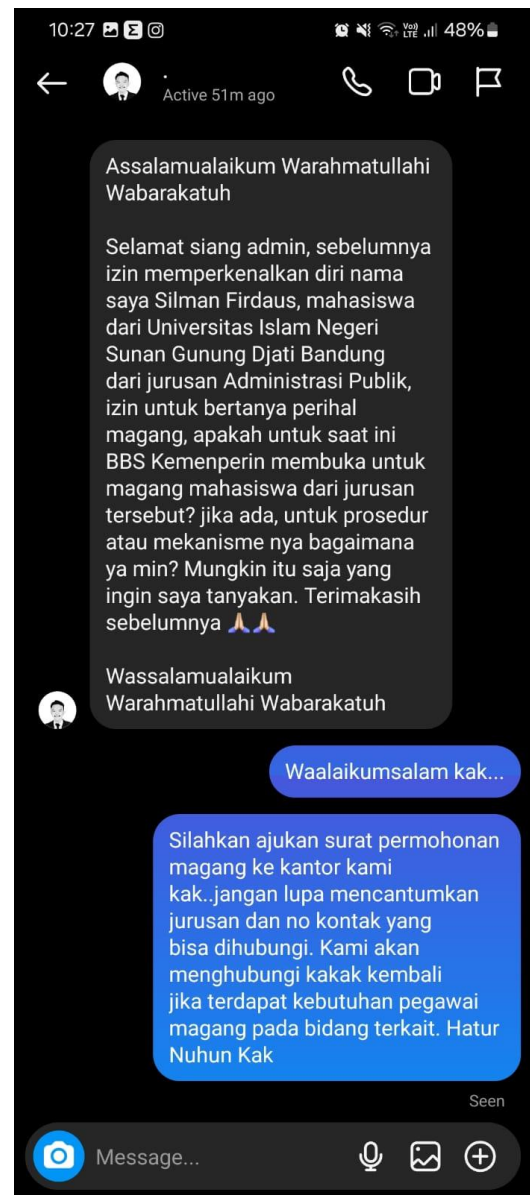 10:27
Vo))
LTE
48%
.
Active 51m ago
Assalamualaikum Warahmatullahi
Wabarakatuh
Selamat siang admin, sebelumnya
izin memperkenalkan diri nama
saya Silman Firdaus, mahasiswa
dari Universitas Islam Negeri
Sunan Gunung Djati Bandung
dari jurusan Administrasi Publik,
izin untuk bertanya perihal
magang, apakah untuk saat ini
BBS Kemenperin membuka untuk
magang mahasiswa dari jurusan
tersebut? jika ada, untuk prosedur
atau mekanisme nya bagaimana
ya min? Mungkin itu saja yang
ingin saya tanyakan. Terimakasih
sebelumnya 🙏🏻🙏🏻
Wassalamualaikum
Warahmatullahi Wabarakatuh
Waalaikumsalam kak...
Silahkan ajukan surat permohonan
magang ke kantor kami
kak..jangan lupa mencantumkan
jurusan dan no kontak yang
bisa dihubungi. Kami akan
menghubungi kakak kembali
jika terdapat kebutuhan pegawai
magang pada bidang terkait. Hatur
Nuhun Kak
Seen
Message...